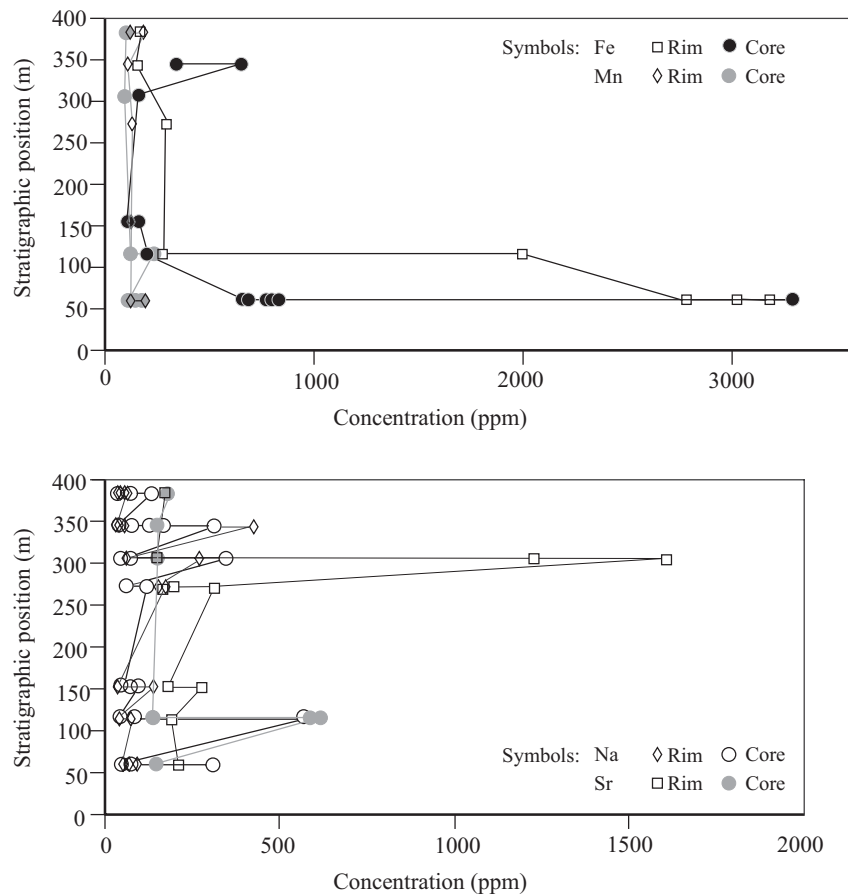 400
350
300
250
200
150
100
50
0
Stratigraphic position (m)
Symbols: Fe Rim Core
Mn Rim Core
0 1000 2000 3000
Concentration (ppm)
400
350
300
250
200
150
100
50
0
Stratigraphic position (m)
Symbols: Na Rim Core
Sr Rim Core
0 500 1000 1500 2000
Concentration (ppm)